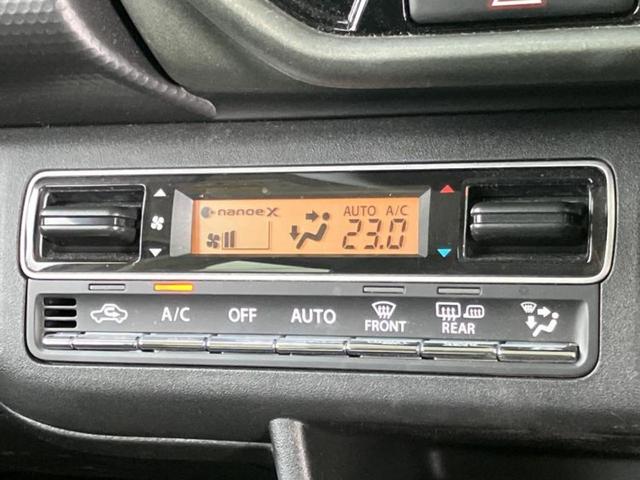 nanoeX
AUTO A/C
23.0
A/C
OFF
AUTO
FRONT
REAR